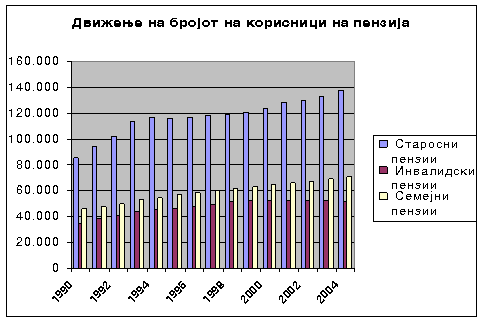 Движење на бројот на корисници на пензија
160.000
140.000
120.000
100.000
80.000
60.000
40.000
20.000
0
1990
1992
1994
1996
1998
2000
2002
2004
Старосни
пензии
Инвалидски
пензии
Семејни
пензии